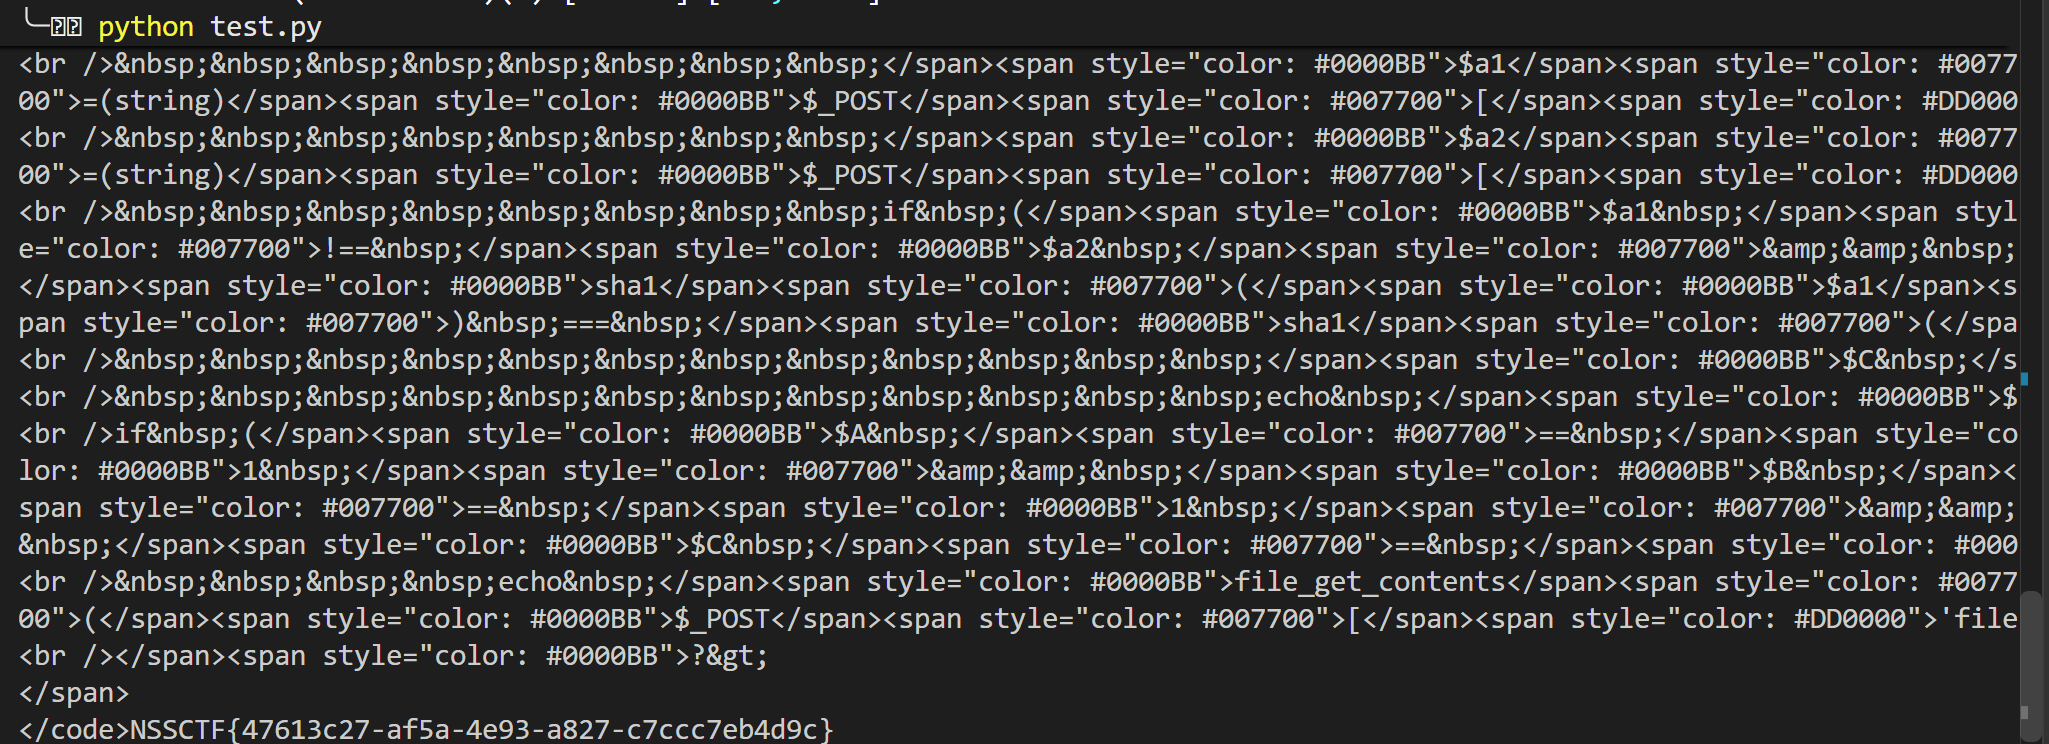 python test.py
<br />&nbsp;&nbsp;&nbsp;&nbsp;&nbsp;&nbsp;&nbsp;&nbsp;</span><span style="color: #0000BB">$a1</span><span style="color: #0077
00">=(string)</span><span style="color: #0000BB">$_POST</span><span style="color: #007700">[</span><span style="color: #DD000
<br />&nbsp;&nbsp;&nbsp;&nbsp;&nbsp;&nbsp;&nbsp;&nbsp;</span><span style="color: #0000BB">$a2</span><span style="color: #0077
00">=(string)</span><span style="color: #0000BB">$_POST</span><span style="color: #007700">[</span><span style="color: #DD000
<br />&nbsp;&nbsp;&nbsp;&nbsp;&nbsp;&nbsp;&nbsp;&nbsp;if&nbsp;(</span><span style="color: #0000BB">$a1&nbsp;</span><span styl
e="color: #007700">!==&nbsp;</span><span style="color: #0000BB">$a2&nbsp;</span><span style="color: #007700">&amp;&amp;&nbsp;
</span><span style="color: #0000BB">sha1</span><span style="color: #007700">(</span><span style="color: #0000BB">$a1</span><s
pan style="color: #007700">)&nbsp;===&nbsp;</span><span style="color: #0000BB">sha1</span><span style="color: #007700">(</spa
<br />&nbsp;&nbsp;&nbsp;&nbsp;&nbsp;&nbsp;&nbsp;&nbsp;&nbsp;&nbsp;&nbsp;&nbsp;</span><span style="color: #0000BB">$C&nbsp;</s
<br />&nbsp;&nbsp;&nbsp;&nbsp;&nbsp;&nbsp;&nbsp;&nbsp;&nbsp;&nbsp;&nbsp;&nbsp;echo&nbsp;</span><span style="color: #0000BB">$
<br />if&nbsp;(</span><span style="color: #0000BB">$A&nbsp;</span><span style="color: #007700">==&nbsp;</span><span style="co
lor: #0000BB">1&nbsp;</span><span style="color: #007700">&amp;&amp;&nbsp;</span><span style="color: #0000BB">$B&nbsp;</span><
span style="color: #007700">==&nbsp;</span><span style="color: #0000BB">1&nbsp;</span><span style="color: #007700">&amp;&amp;
&nbsp;</span><span style="color: #0000BB">$C&nbsp;</span><span style="color: #007700">==&nbsp;</span><span style="color: #000
<br />&nbsp;&nbsp;&nbsp;&nbsp;echo&nbsp;</span><span style="color: #0000BB">file_get_contents</span><span style="color: #0077
00">(</span><span style="color: #0000BB">$_POST</span><span style="color: #007700">[</span><span style="color: #DD0000">'file
<br /></span><span style="color: #0000BB">?&gt;
</span>
</code>NSSCTF{47613c27-af5a-4e93-a827-c7ccc7eb4d9c}